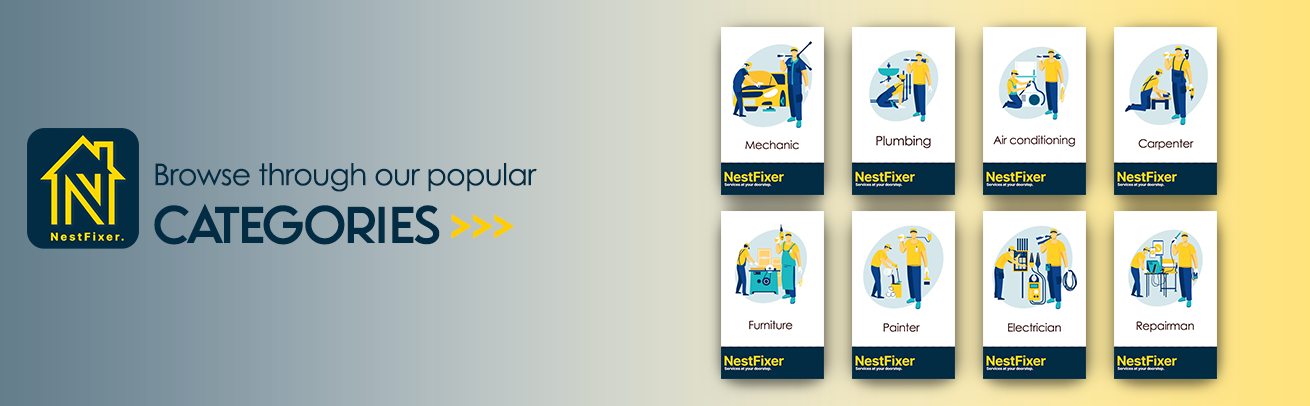 NestFixer.
Browse through our popular
CATEGORIES >>>
Mechanic
NestFixer
Services at your doorstep.
Plumbing
NestFixer
Services at your doorstep.
Air conditioning
NestFixer
Services at your doorstep.
Carpenter
NestFixer
Services at your doorstep.
Furniture
NestFixer
Services at your doorstep.
Painter
NestFixer
Services at your doorstep.
Electrician
NestFixer
Services at your doorstep.
Repairman
NestFixer
Services at your doorstep.